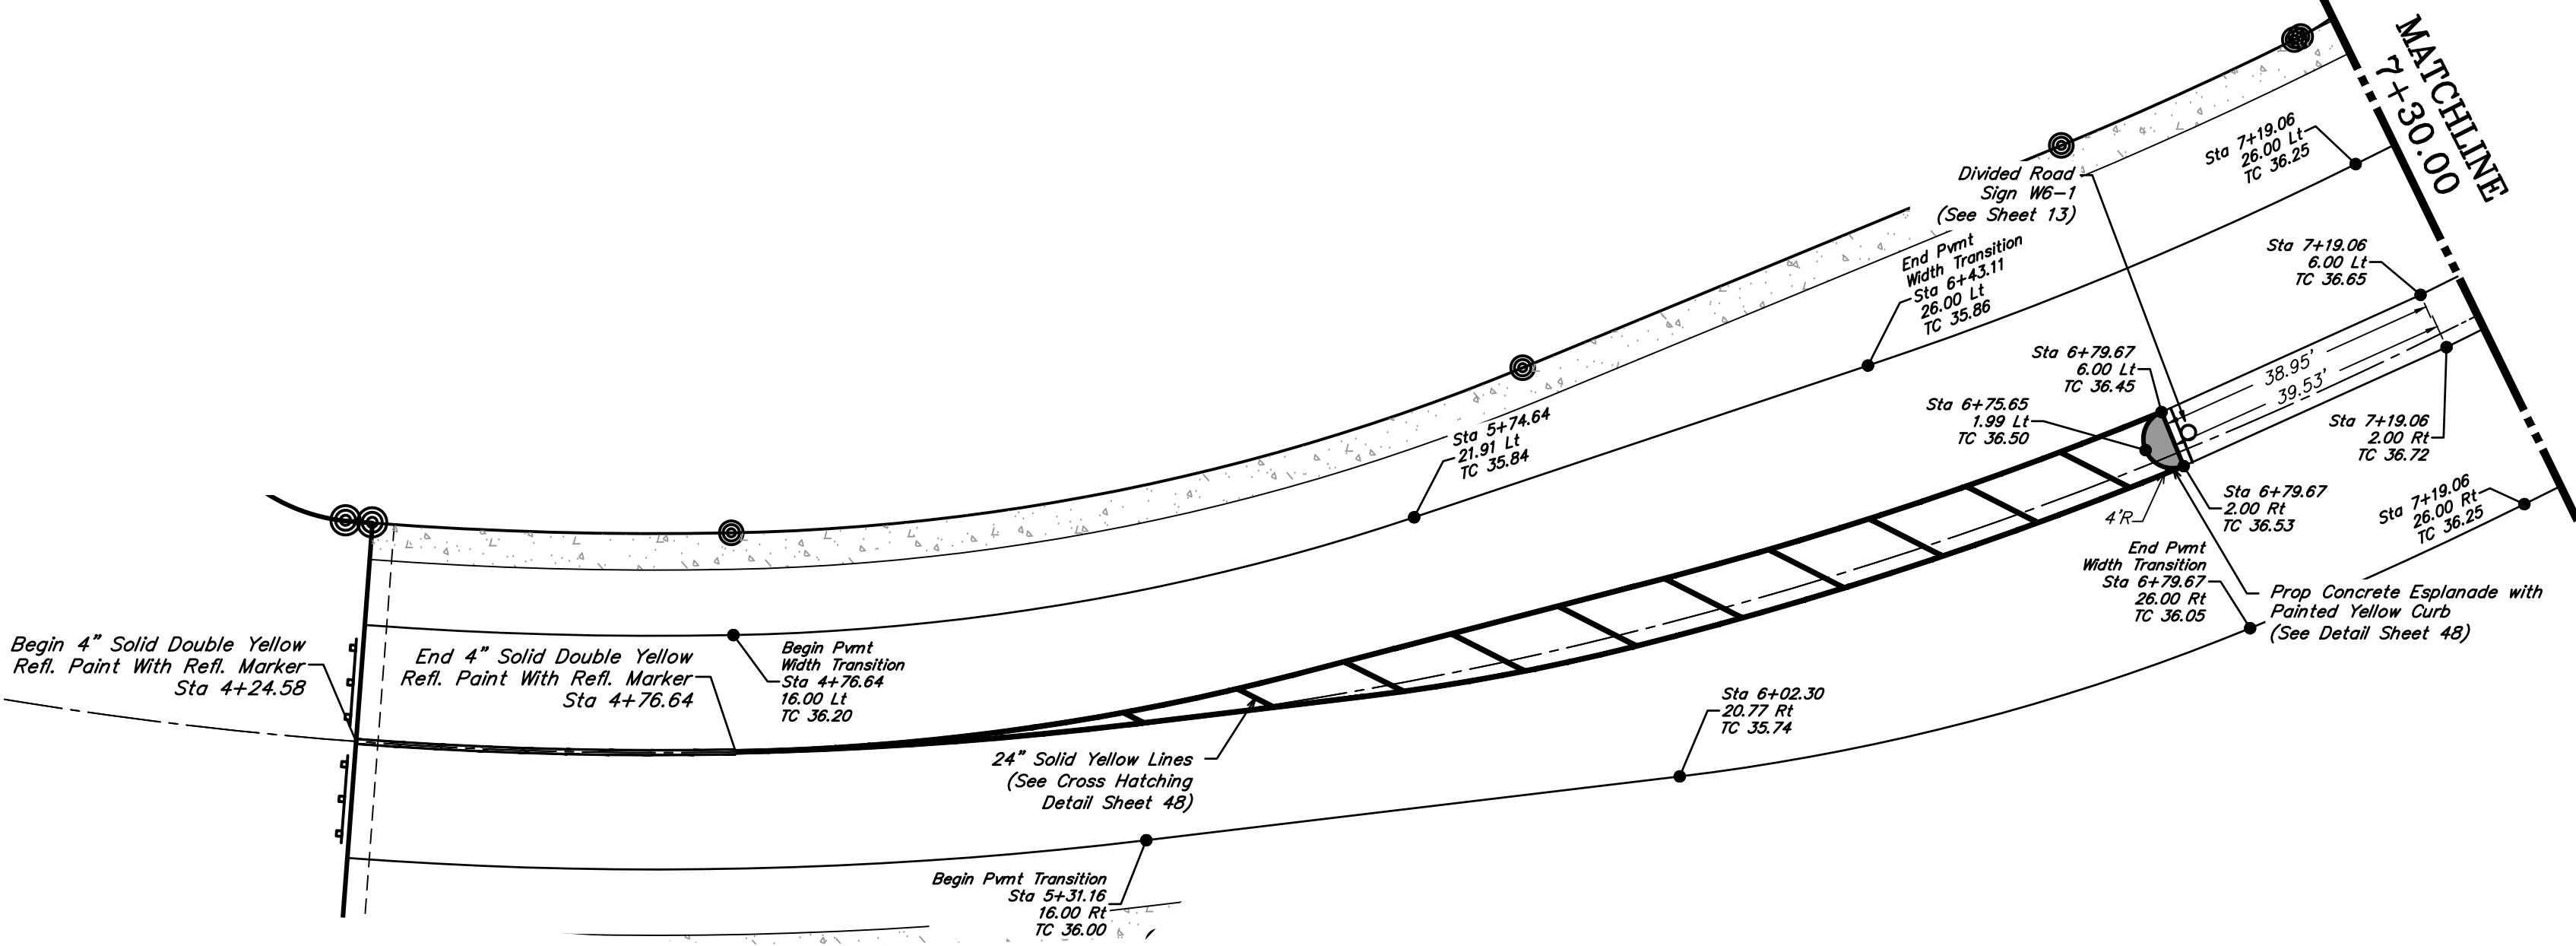 MATCHLINE
7+30.00
Sta 7+19.06
26.00 Lt
TC 36.25
Divided Road
Sign W6-1
(See Sheet 13)
End Pvmt
Width Transition
Sta 6+43.11
26.00 Lt
TC 35.86
Sta 7+19.06
6.00 Lt
TC 36.65
Sta 6+79.67
6.00 Lt
TC 36.45
38.95'
39.53'
Sta 6+75.65
1.99 Lt
TC 36.50
Sta 7+19.06
2.00 Rt
TC 36.72
Sta 5+74.64
21.91 Lt
TC 35.84
Sta 6+79.67
2.00 Rt
TC 36.53
Sta 7+19.06
26.00 Rt
TC 36.25
4'R
End Pvmt
Width Transition
Sta 6+79.67
26.00 Rt
TC 36.05
Prop Concrete Esplanade with
Painted Yellow Curb
(See Detail Sheet 48)
Begin 4" Solid Double Yellow
Refl. Paint With Refl. Marker
Sta 4+24.58
End 4" Solid Double Yellow
Refl. Paint With Refl. Marker
Sta 4+76.64
Begin Pvmt
Width Transition
Sta 4+76.64
16.00 Lt
TC 36.20
Sta 6+02.30
20.77 Rt
TC 35.74
24" Solid Yellow Lines
(See Cross Hatching
Detail Sheet 48)
Begin Pvmt Transition
Sta 5+31.16
16.00 Rt
TC 36.00